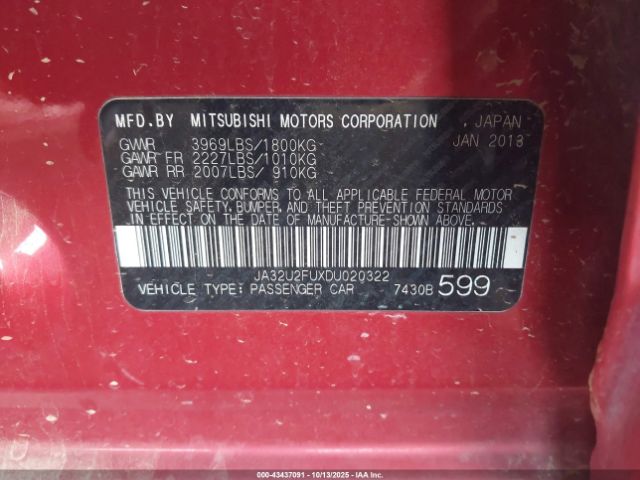 MFD.BY MITSUBISHI MOTORS CORPORATION , JAPAN
GVWR 3969LBS/1800KG JAN 2013
GAWR FR 2227LBS/1010KG
GAWR RR 2007LBS/ 910KG
THIS VEHICLE CONFORMS TO ALL APPLICABLE FEDERAL MOTOR
VEHICLE SAFETY, BUMPER, AND THEFT PREVENTION STANDARDS
IN EFFECT ON THE DATE OF MANUFACTURE-SHOWN ABOVE.
JA32U2FUXDU020322
VEHICLE TYPE: PASSENGER CAR 7430B 599
000-43437091 - 10/13/2025 - IAAI.COM